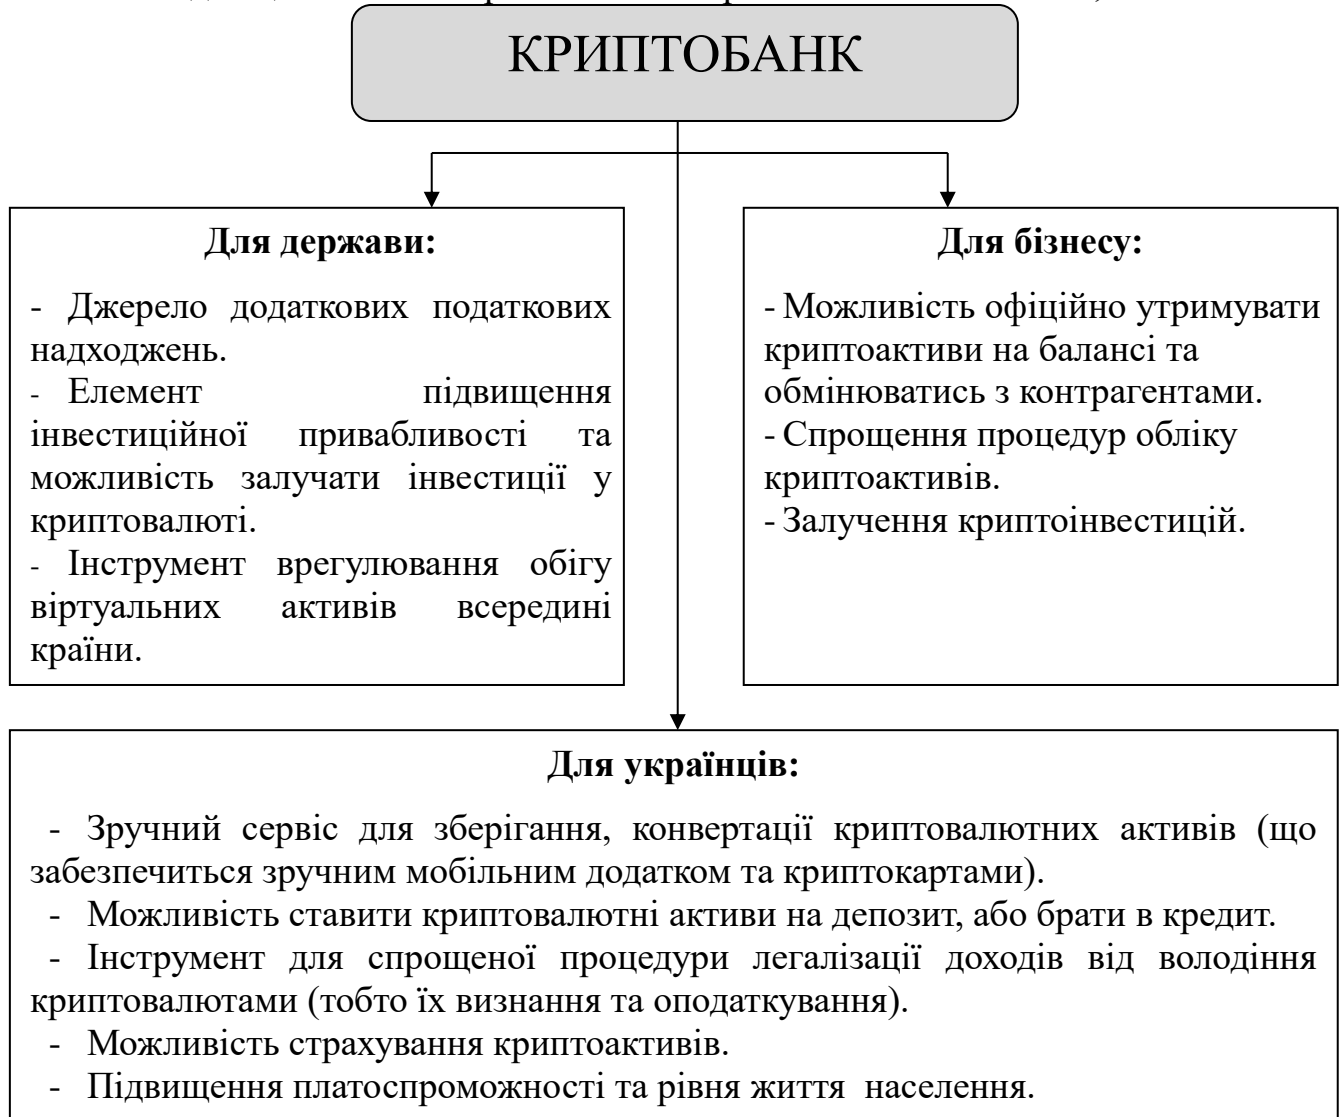 КРИПТОБАНК
Для держави:
- Джерело додаткових податкових
надходжень.
- Елемент підвищення
інвестиційної привабливості та
можливість залучати інвестиції у
криптовалюті.
- Інструмент врегулювання обігу
віртуальних активів всередині
країни.
Для бізнесу:
- Можливість офіційно утримувати
криптоактиви на балансі та
обмінюватись з контрагентами.
- Спрощення процедур обліку
криптоактивів.
- Залучення криптоінвестицій.
Для українців:
- Зручний сервіс для зберігання, конвертації криптовалютних активів (що
забезпечиться зручним мобільним додатком та криптокартами).
- Можливість ставити криптовалютні активи на депозит, або брати в кредит.
- Інструмент для спрощеної процедури легалізації доходів від володіння
криптовалютами (тобто їх визнання та оподаткування).
- Можливість страхування криптоактивів.
- Підвищення платоспроможності та рівня життя населення.